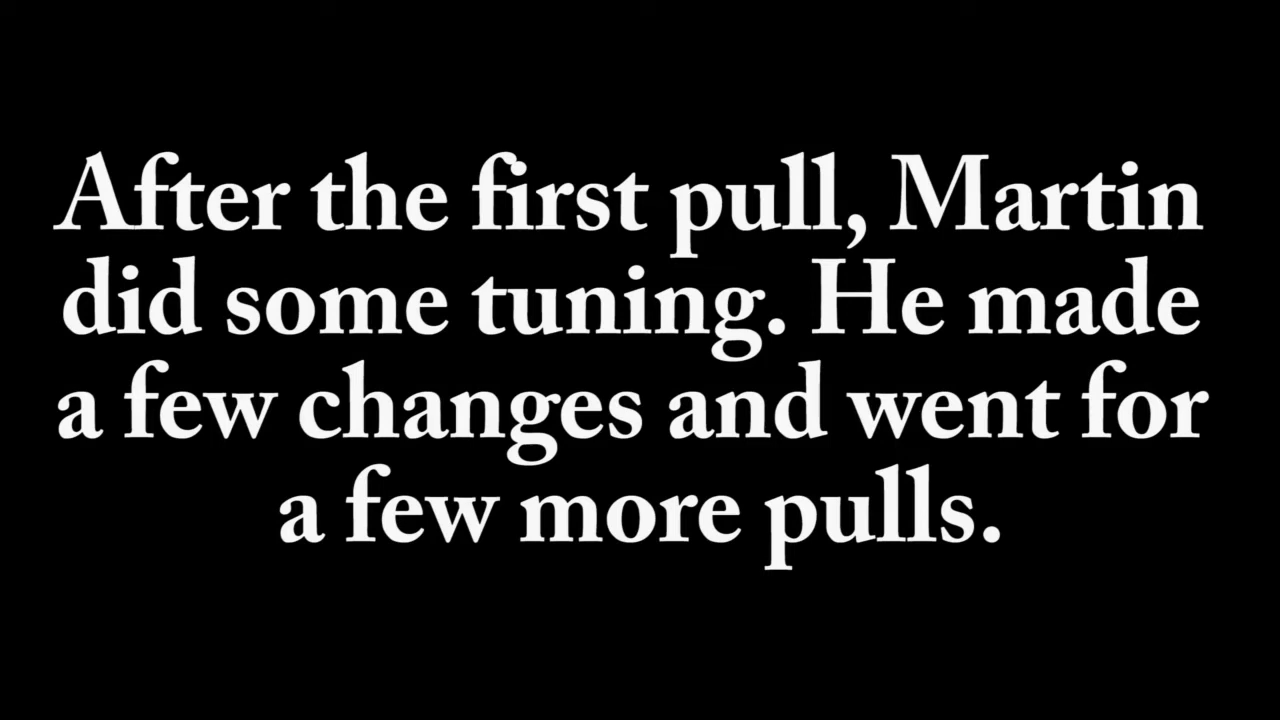 After the first pull, Martin
did some tuning. He made
a few changes and went for
a few more pulls.